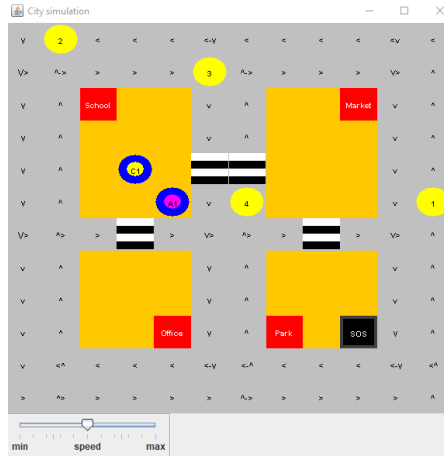 City simulation
v 2 < < < <-v < < < < <v <
V> ^-> > > > 3 ^-> > > > V> ^
v ^ School v ^ Market v ^
v ^ v ^ v ^
v ^ C1 v ^
v ^ A1 v 4 v 1
V> ^> > > V> ^> > > V> ^
v ^ v ^ v ^
v ^ v ^ v ^
v ^ Office v ^ Park SOS v ^
v <^ < < < <-v <-^ < < < <-v <^
> ^> > > > > ^-> > > > > ^
min speed max